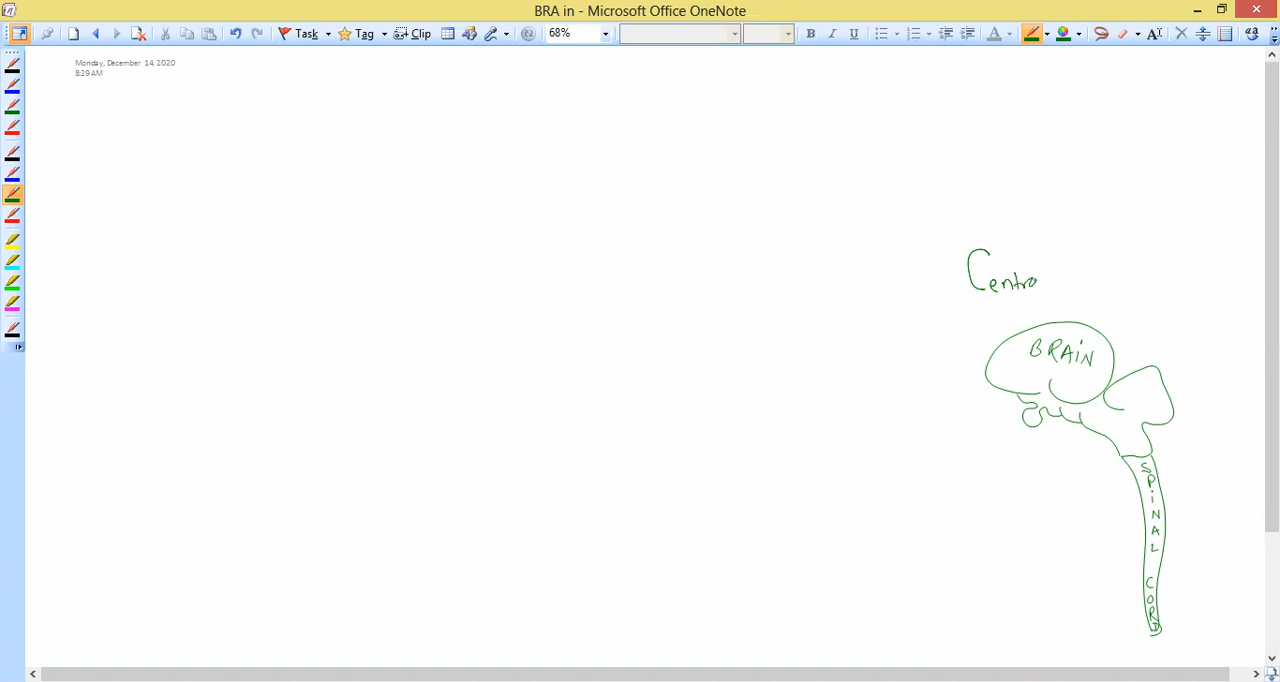 BRA in - Microsoft Office OneNote
Task Tag Clip 68% B I U
Monday, December 14, 2020
8:29 AM
Centra
BRAiN
SPiNAL CORD